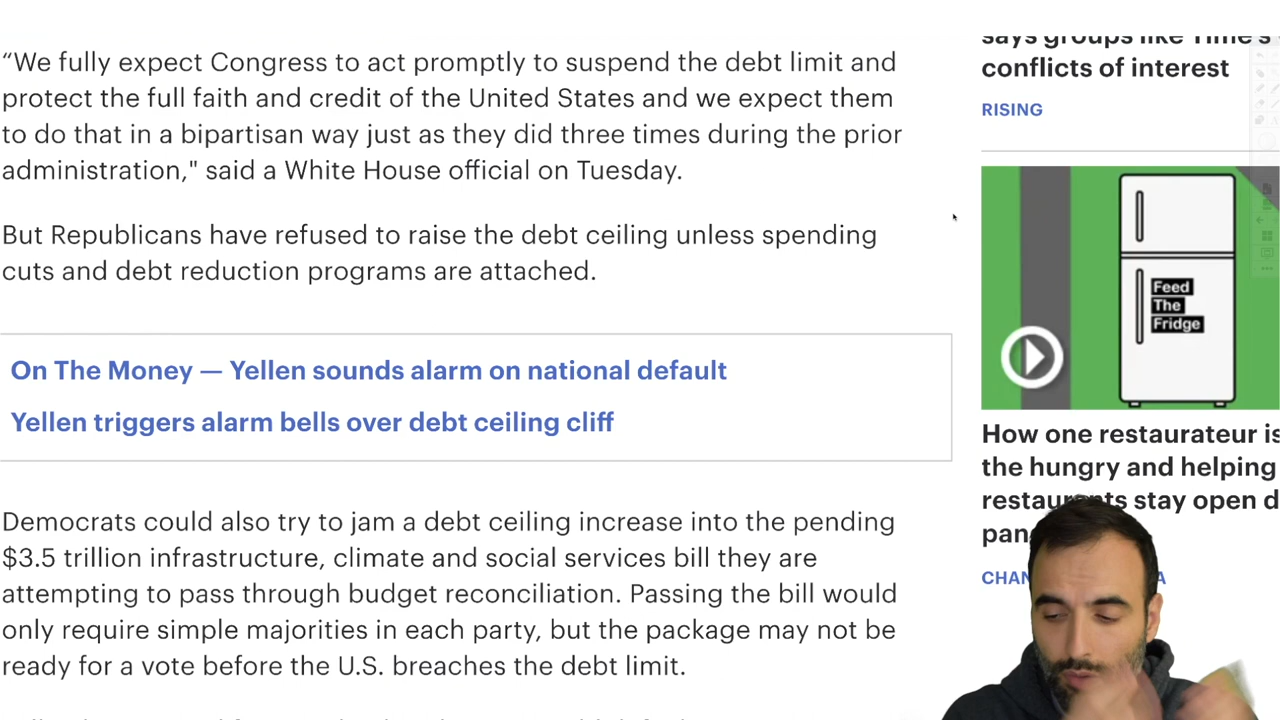 “We fully expect Congress to act promptly to suspend the debt limit and
protect the full faith and credit of the United States and we expect them
to do that in a bipartisan way just as they did three times during the prior
administration," said a White House official on Tuesday.
But Republicans have refused to raise the debt ceiling unless spending
cuts and debt reduction programs are attached.
On The Money — Yellen sounds alarm on national default
Yellen triggers alarm bells over debt ceiling cliff
Democrats could also try to jam a debt ceiling increase into the pending
$3.5 trillion infrastructure, climate and social services bill they are
attempting to pass through budget reconciliation. Passing the bill would
only require simple majorities in each party, but the package may not be
ready for a vote before the U.S. breaches the debt limit.
says groups like Time's
conflicts of interest
RISING
Feed
The
Fridge
How one restaurateur is
the hungry and helping
restaurants stay open